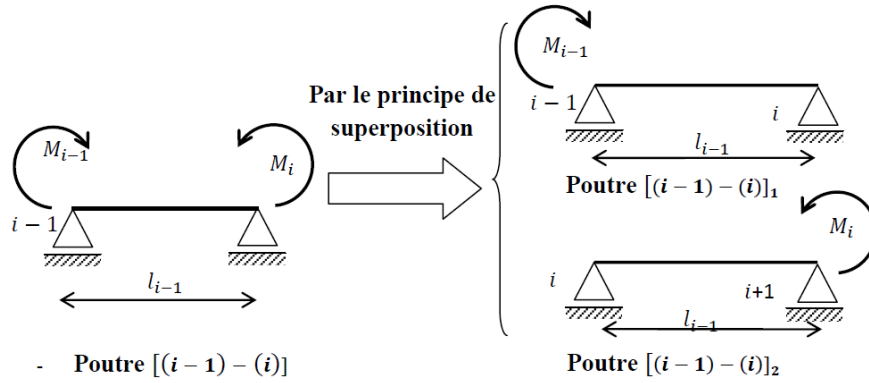 M_{i-1}
M_i
i − 1
l_{i-1}
- Poutre [(i − 1) − (i)]
Par le principe de
superposition
M_{i-1}
i − 1
i
l_{i-1}
Poutre [(i − 1) − (i)]₁
M_i
i
i+1
l_{i-1}
Poutre [(i − 1) − (i)]₂